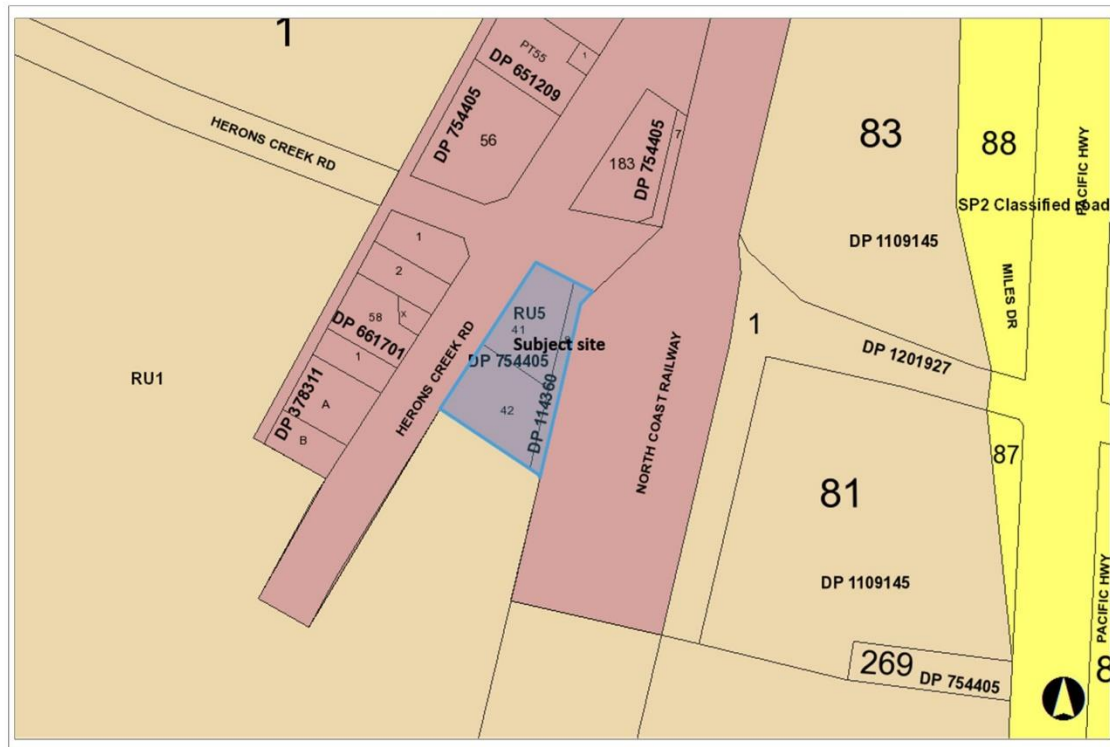 1
PT55
1
DP 651209
HERONS CREEK RD
DP 754405
56
183
DP 754405
7
83
88
PACIFIC HWY
SP2 Classified road
DP 1109145
MILES DR
1
2
58
X
DP 661701
1
DP 378311
A
B
HERONS CREEK RD
RU1
RU5
41
Subject site
DP 754405
42
DP 114360
NORTH COAST RAILWAY
1
DP 1201927
87
81
DP 1109145
PACIFIC HWY
269
DP 754405
8